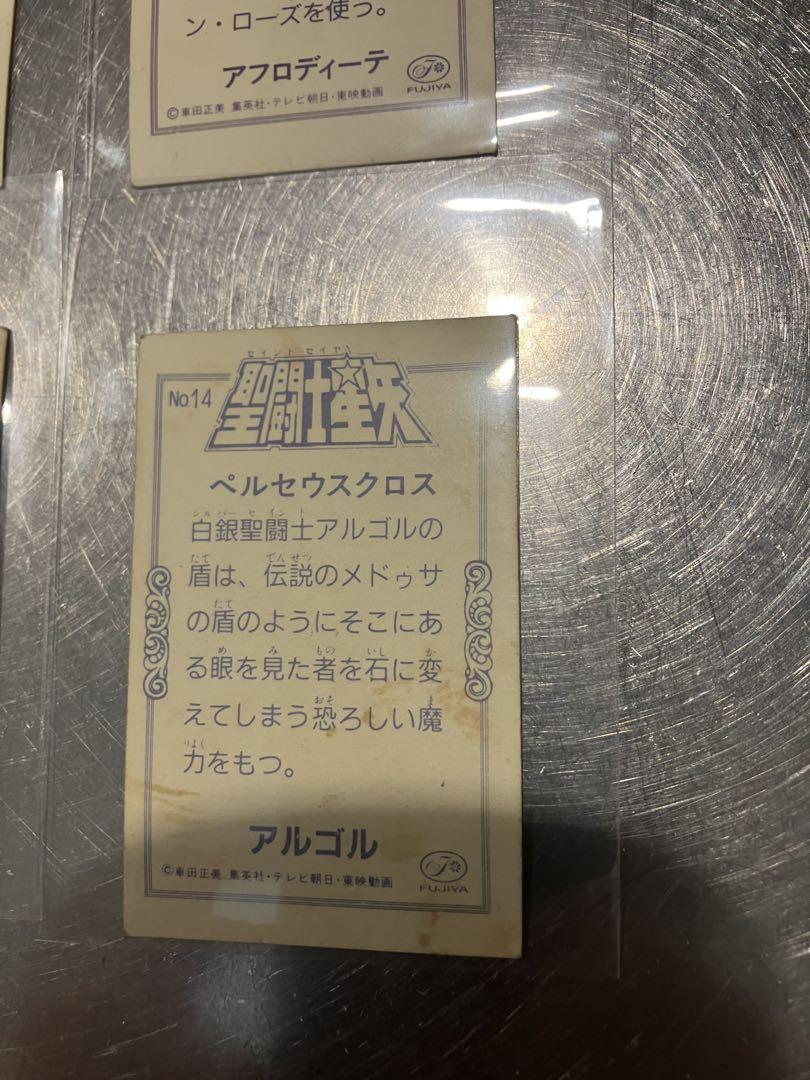 ン・ローズを使う。
アフロディーテ
FUJIYA
©車田正美 集英社・テレビ朝日・東映動画
セイント セイヤ
No.14
聖闘士星矢
ペルセウスクロス
シルバーセイント
白銀聖闘士アルゴルの
たて でんせつ
盾は、伝説のメドゥサ
たて
の盾のようにそこにあ
め み もの いし か
る眼を見た者を石に変
おそ ま
えてしまう恐ろしい魔
りょく
力をもつ。
アルゴル
©車田正美 集英社・テレビ朝日・東映動画
FUJIYA